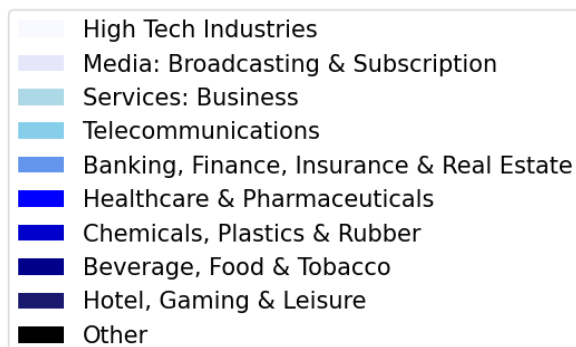 High Tech Industries
Media: Broadcasting & Subscription
Services: Business
Telecommunications
Banking, Finance, Insurance & Real Estate
Healthcare & Pharmaceuticals
Chemicals, Plastics & Rubber
Beverage, Food & Tobacco
Hotel, Gaming & Leisure
Other